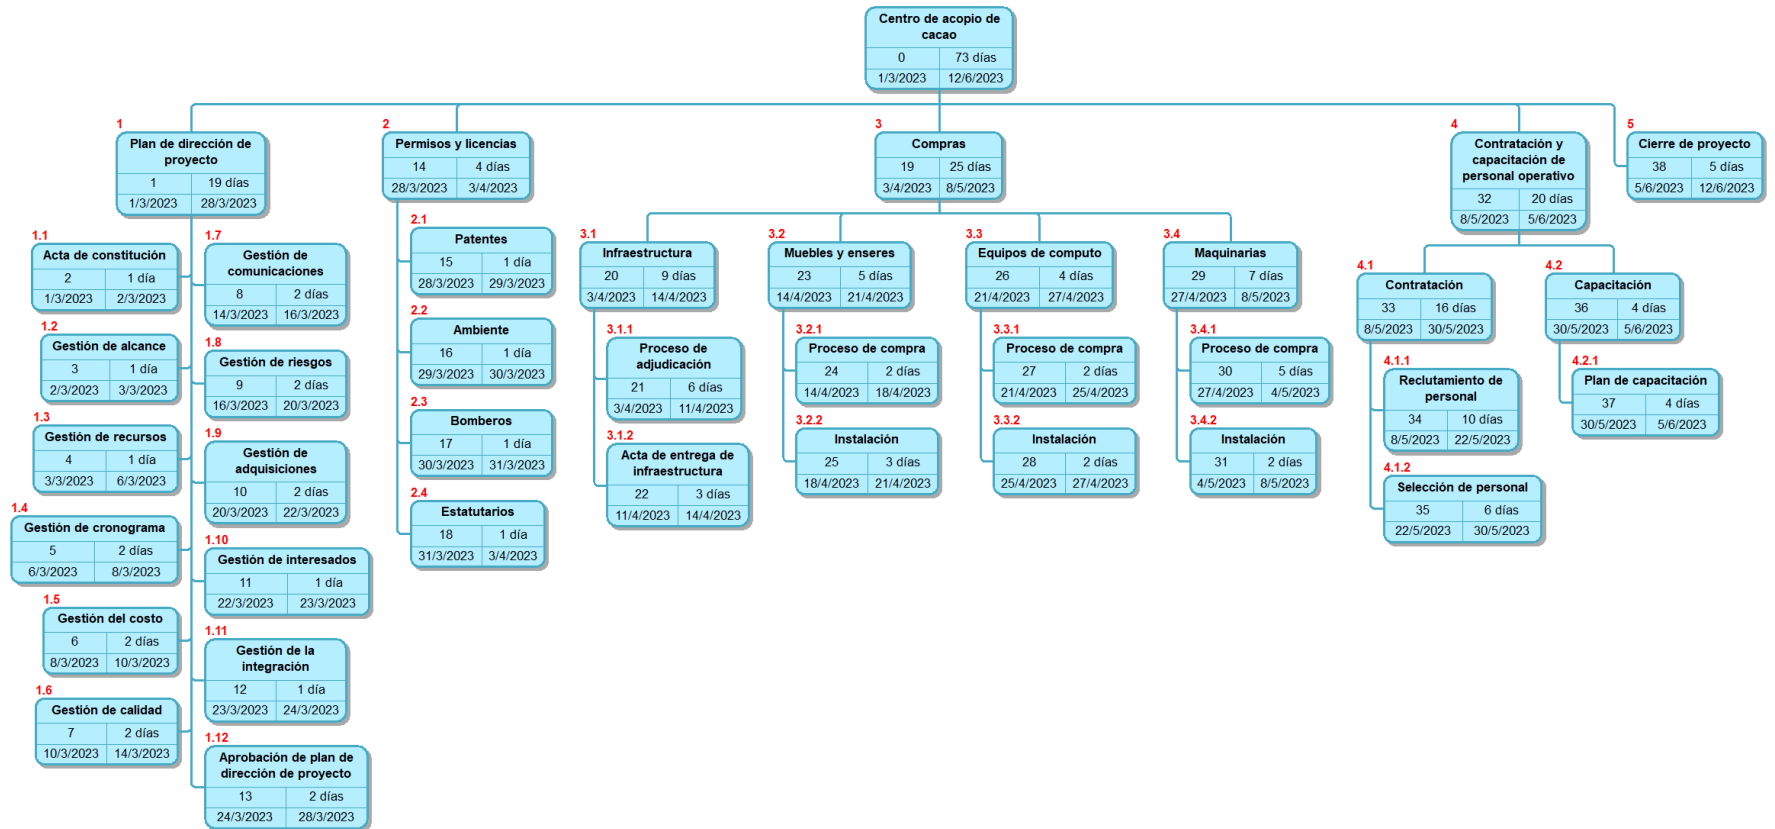 Centro de acopio de
cacao
0 73 días
1/3/2023 12/6/2023
1
Plan de dirección de
proyecto
1 19 días
1/3/2023 28/3/2023
1.1
Acta de constitución
2 1 día
1/3/2023 2/3/2023
1.2
Gestión de alcance
3 1 día
2/3/2023 3/3/2023
1.3
Gestión de recursos
4 1 día
3/3/2023 6/3/2023
1.4
Gestión de cronograma
5 2 días
6/3/2023 8/3/2023
1.5
Gestión del costo
6 2 días
8/3/2023 10/3/2023
1.6
Gestión de calidad
7 2 días
10/3/2023 14/3/2023
1.7
Gestión de
comunicaciones
8 2 días
14/3/2023 16/3/2023
1.8
Gestión de riesgos
9 2 días
16/3/2023 20/3/2023
1.9
Gestión de
adquisiciones
10 2 días
20/3/2023 22/3/2023
1.10
Gestión de interesados
11 1 día
22/3/2023 23/3/2023
1.11
Gestión de la
integración
12 1 día
23/3/2023 24/3/2023
1.12
Aprobación de plan de
dirección de proyecto
13 2 días
24/3/2023 28/3/2023
2
Permisos y licencias
14 4 días
28/3/2023 3/4/2023
2.1
Patentes
15 1 día
28/3/2023 29/3/2023
2.2
Ambiente
16 1 día
29/3/2023 30/3/2023
2.3
Bomberos
17 1 día
30/3/2023 31/3/2023
2.4
Estatutarios
18 1 día
31/3/2023 3/4/2023
3
Compras
19 25 días
3/4/2023 8/5/2023
3.1
Infraestructura
20 9 días
3/4/2023 14/4/2023
3.1.1
Proceso de
adjudicación
21 6 días
3/4/2023 11/4/2023
3.1.2
Acta de entrega de
infraestructura
22 3 días
11/4/2023 14/4/2023
3.2
Muebles y enseres
23 5 días
14/4/2023 21/4/2023
3.2.1
Proceso de compra
24 2 días
14/4/2023 18/4/2023
3.2.2
Instalación
25 3 días
18/4/2023 21/4/2023
3.3
Equipos de computo
26 4 días
21/4/2023 27/4/2023
3.3.1
Proceso de compra
27 2 días
21/4/2023 25/4/2023
3.3.2
Instalación
28 2 días
25/4/2023 27/4/2023
3.4
Maquinarias
29 7 días
27/4/2023 8/5/2023
3.4.1
Proceso de compra
30 5 días
27/4/2023 4/5/2023
3.4.2
Instalación
31 2 días
4/5/2023 8/5/2023
4
Contratación y
capacitación de
personal operativo
32 20 días
8/5/2023 5/6/2023
4.1
Contratación
33 16 días
8/5/2023 30/5/2023
4.1.1
Reclutamiento de
personal
34 10 días
8/5/2023 22/5/2023
4.1.2
Selección de personal
35 6 días
22/5/2023 30/5/2023
4.2
Capacitación
36 4 días
30/5/2023 5/6/2023
4.2.1
Plan de capacitación
37 4 días
30/5/2023 5/6/2023
5
Cierre de proyecto
38 5 días
5/6/2023 12/6/2023